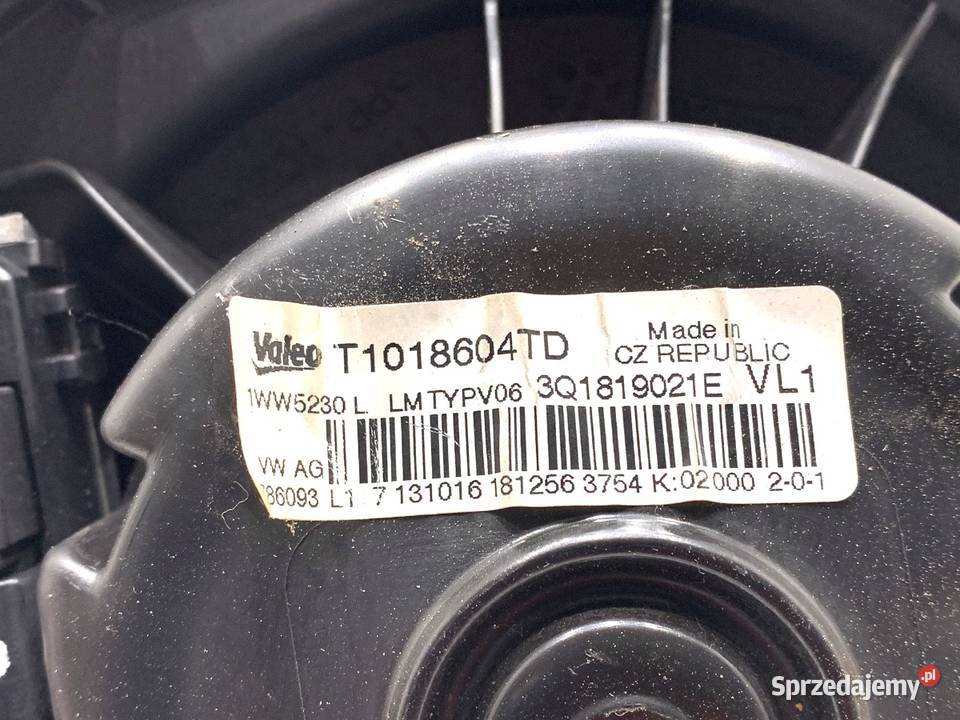 Valeo T1018604TD Made in
CZ REPUBLIC
1WW5230 L LMTYPV06 3Q1819021E VL1
VW AG
786093 L1 7 131016 181256 3754 K:02000 2-0-1
Sprzedajemy.pl